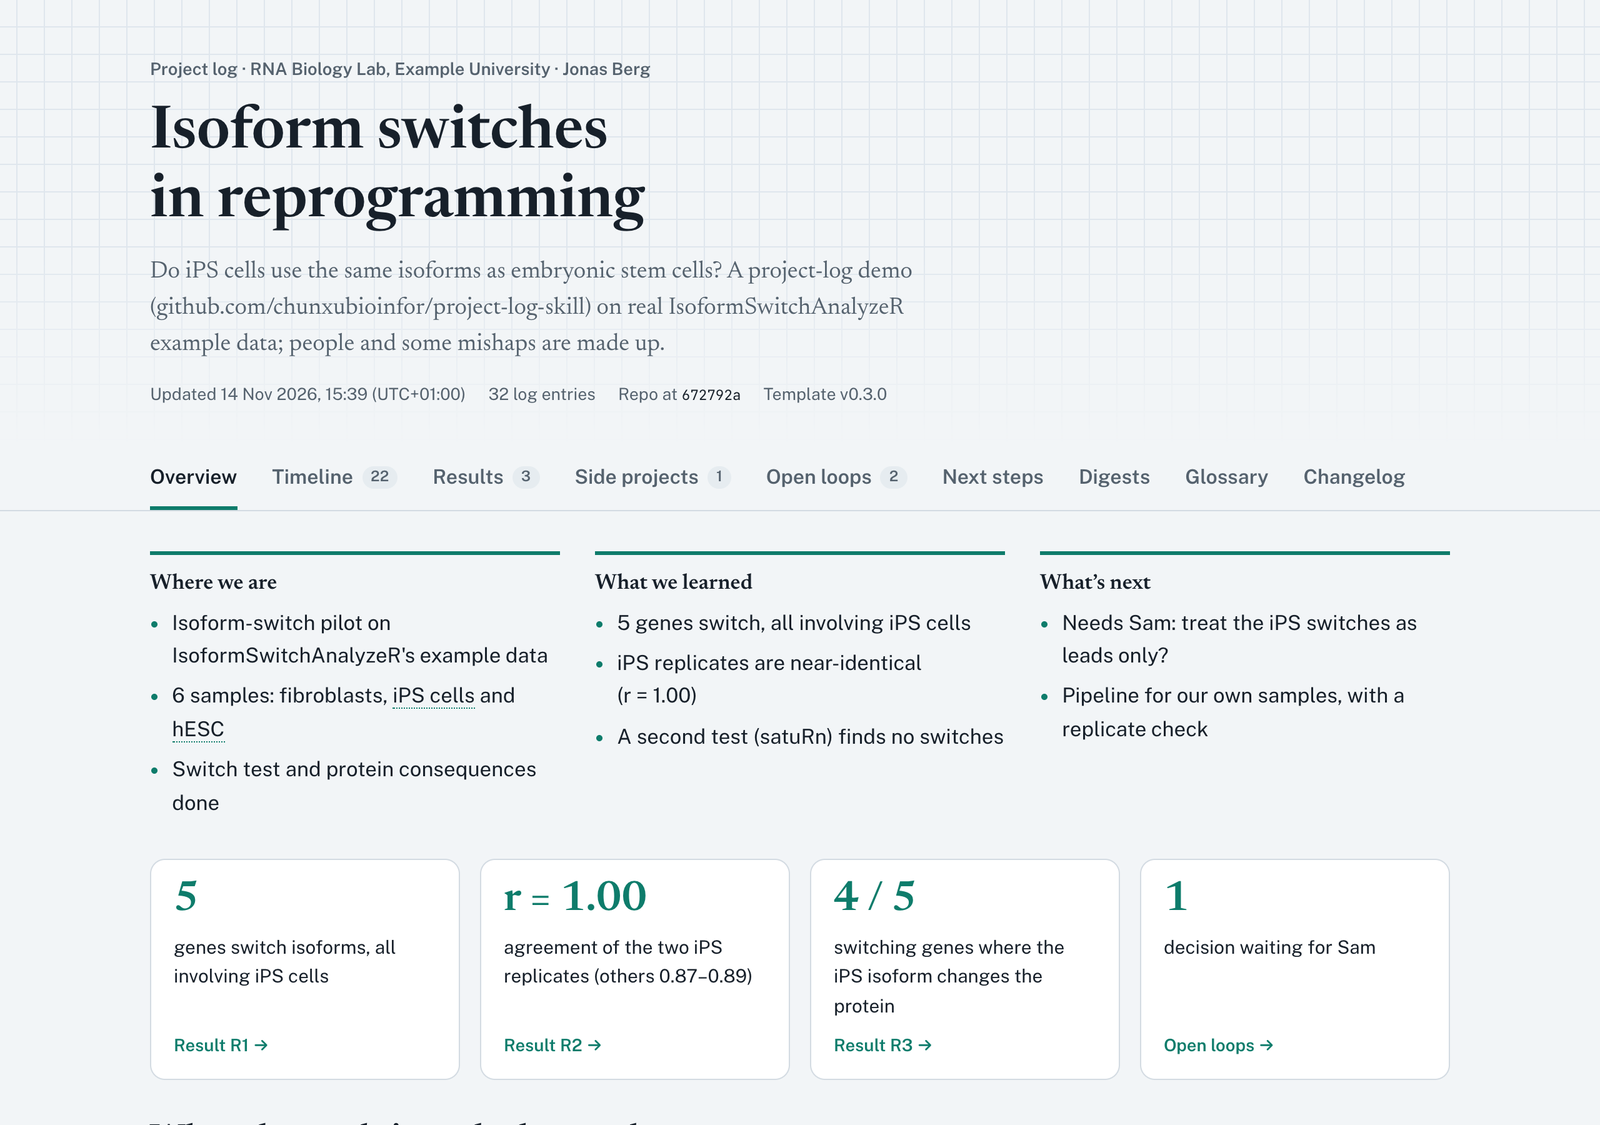 Project log · RNA Biology Lab, Example University · Jonas Berg
Isoform switches
in reprogramming
Do iPS cells use the same isoforms as embryonic stem cells? A project-log demo
(github.com/chunxubioinfor/project-log-skill) on real IsoformSwitchAnalyzeR
example data; people and some mishaps are made up.
Updated 14 Nov 2026, 15:39 (UTC+01:00) 32 log entries Repo at 672792a Template v0.3.0
Overview Timeline 22 Results 3 Side projects 1 Open loops 2 Next steps Digests Glossary Changelog
Where we are
• Isoform-switch pilot on
IsoformSwitchAnalyzeR's example data
• 6 samples: fibroblasts, iPS cells and
hESC
• Switch test and protein consequences
done
What we learned
• 5 genes switch, all involving iPS cells
• iPS replicates are near-identical
(r = 1.00)
• A second test (satuRn) finds no switches
What’s next
• Needs Sam: treat the iPS switches as
leads only?
• Pipeline for our own samples, with a
replicate check
5
genes switch isoforms, all
involving iPS cells
Result R1 →
r = 1.00
agreement of the two iPS
replicates (others 0.87–0.89)
Result R2 →
4 / 5
switching genes where the
iPS isoform changes the
protein
Result R3 →
1
decision waiting for Sam
Open loops →